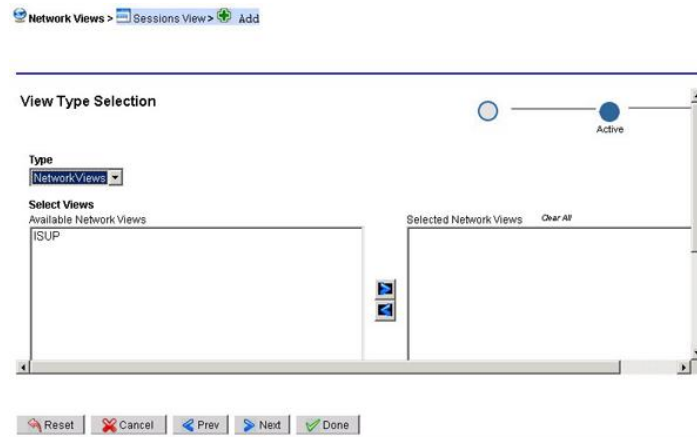 Network Views > Sessions View > Add
View Type Selection
Active
Type
NetworkViews
Select Views
Available Network Views
Selected Network Views Clear All
ISUP
Reset Cancel Prev Next Done